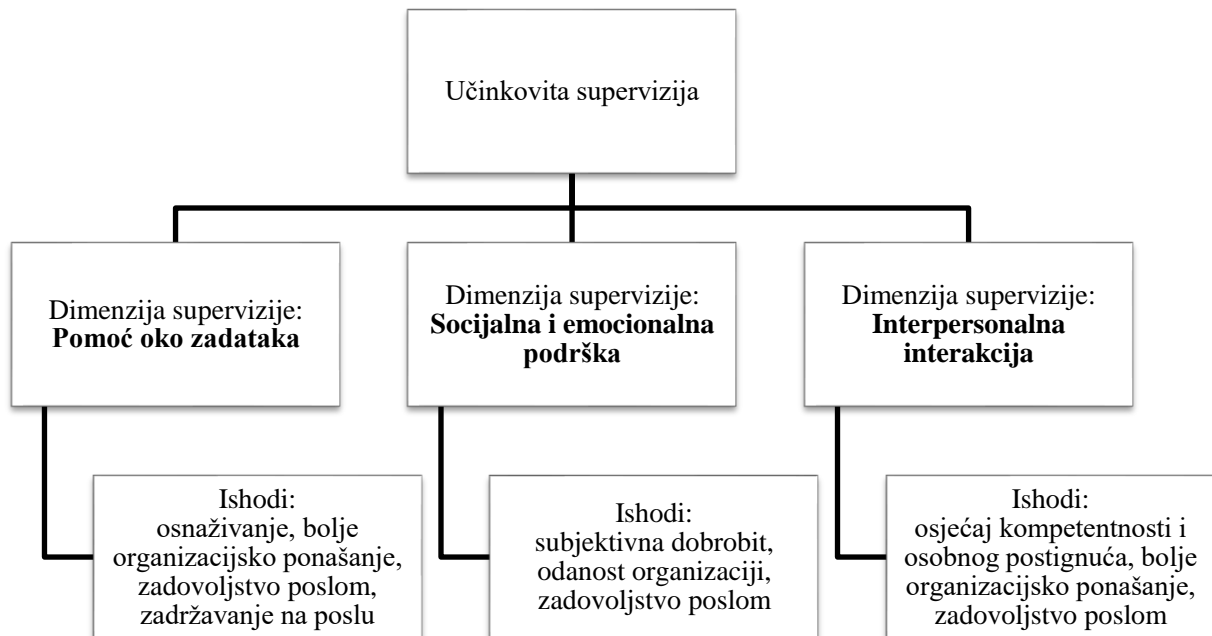 Učinkovita supervizija
Dimenzija supervizije:
Pomoć oko zadataka
Dimenzija supervizije:
Socijalna i emocionalna
podrška
Dimenzija supervizije:
Interpersonalna
interakcija
Ishodi:
osnaživanje, bolje
organizacijsko ponašanje,
zadovoljstvo poslom,
zadržavanje na poslu
Ishodi:
subjektivna dobrobit,
odanost organizaciji,
zadovoljstvo poslom
Ishodi:
osjećaj kompetentnosti i
osobnog postignuća, bolje
organizacijsko ponašanje,
zadovoljstvo poslom